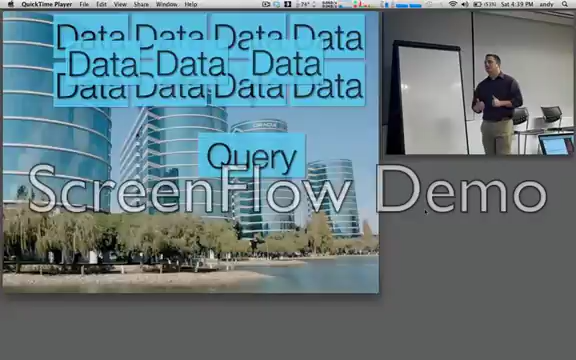 QuickTime Player File Edit View Share Window Help
Sat 4:39 PM andy
Data Data Data Data
Data Data Data
Data Data Data Data
ORACLE
Query
ScreenFlow Demo